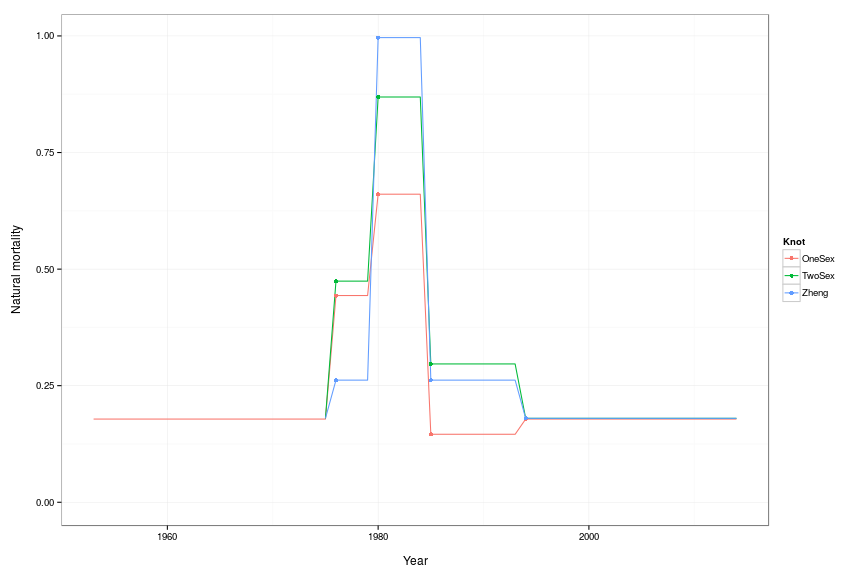 1.00
0.75
0.50
0.25
0.00
Natural mortality
1960
1980
2000
Year
Knot
OneSex
TwoSex
Zheng